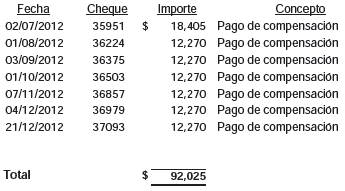 Fecha Cheque Importe Concepto
02/07/2012 35951 $ 18,405 Pago de compensación
01/08/2012 36224 12,270 Pago de compensación
03/09/2012 36375 12,270 Pago de compensación
01/10/2012 36503 12,270 Pago de compensación
07/11/2012 36857 12,270 Pago de compensación
04/12/2012 36979 12,270 Pago de compensación
21/12/2012 37093 12,270 Pago de compensación
Total $ 92,025